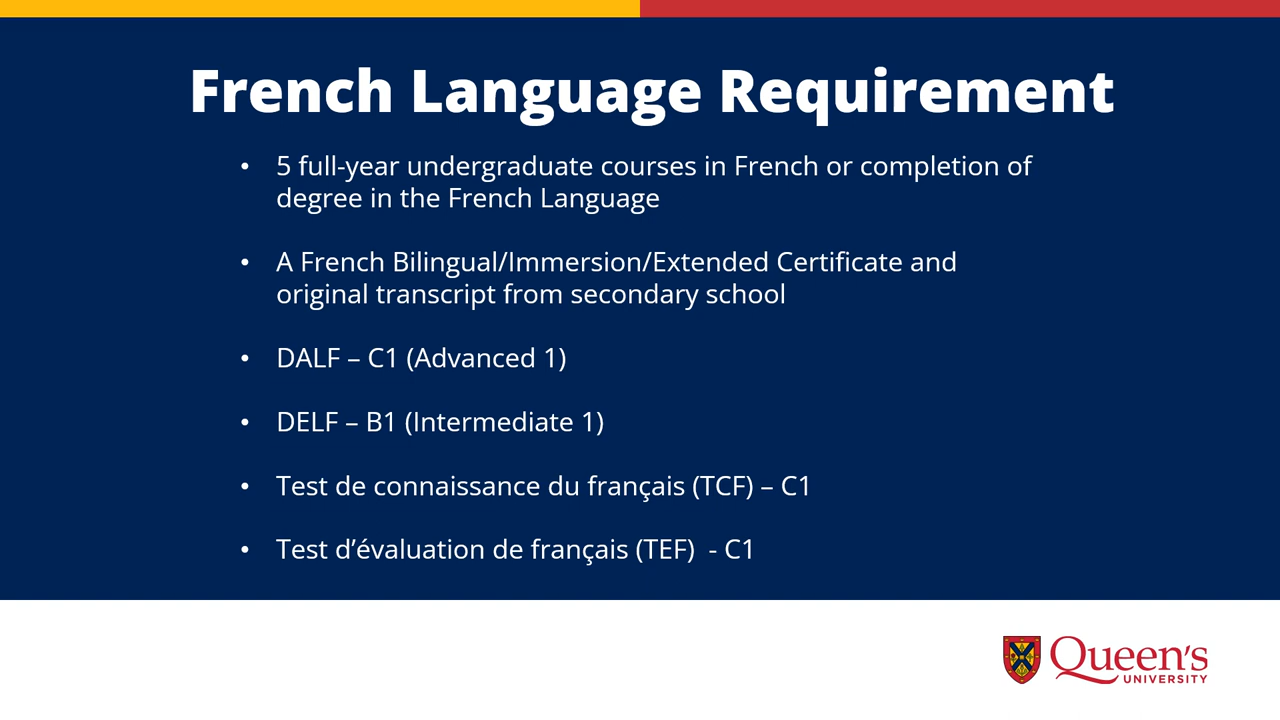 French Language Requirement
• 5 full-year undergraduate courses in French or completion of
degree in the French Language
• A French Bilingual/Immersion/Extended Certificate and
original transcript from secondary school
• DALF – C1 (Advanced 1)
• DELF – B1 (Intermediate 1)
• Test de connaissance du français (TCF) – C1
• Test d’évaluation de français (TEF)  - C1
Queen's
UNIVERSITY